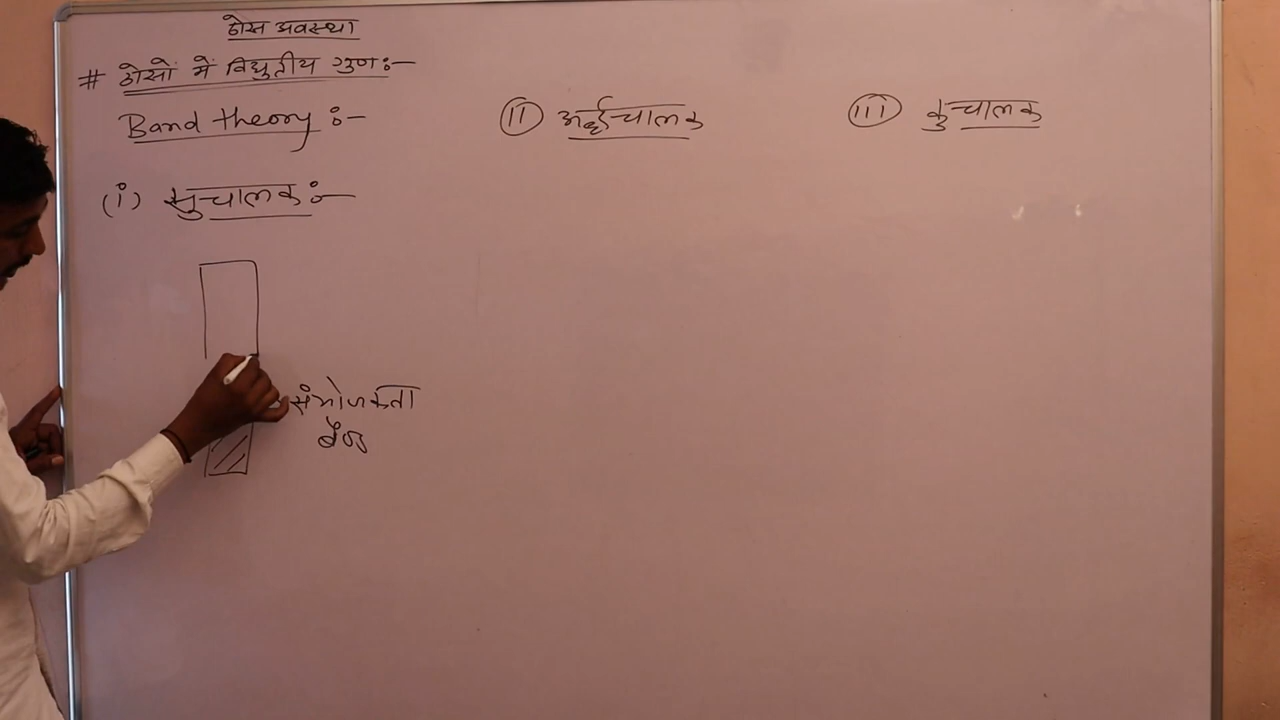 ठोस अवस्था
# ठोसों में विद्युतीय गुण :-
Band theory :-
(i) सुचालक :-
संयोजकता
बैण्ड
(ii) अर्द्धचालक
(iii) कुचालक